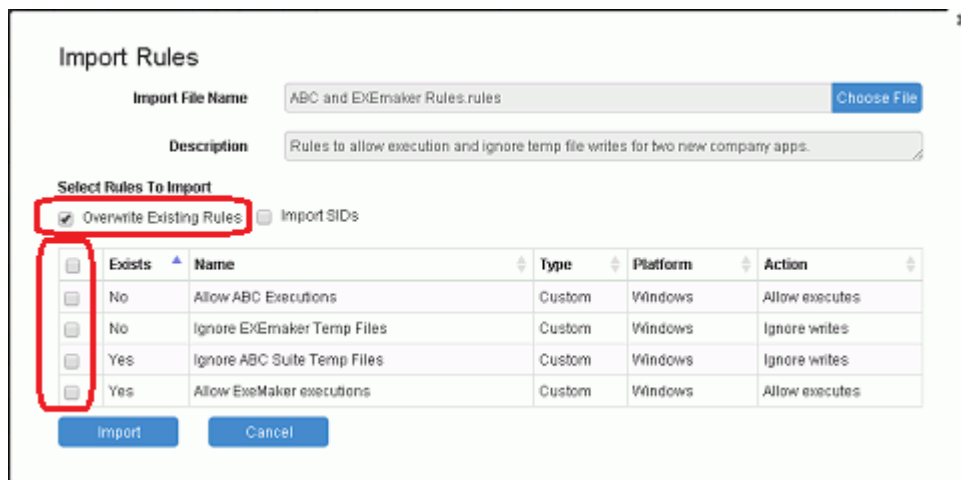 Import Rules
Import File Name ABC and EXEmaker Rules.rules Choose File
Description Rules to allow execution and ignore temp file writes for two new company apps.
Select Rules To Import
Overwrite Existing Rules Import SIDs
Exists Name Type Platform Action
No Allow ABC Executions Custom Windows Allow executes
No Ignore EXEmaker Temp Files Custom Windows Ignore writes
Yes Ignore ABC Suite Temp Files Custom Windows Ignore writes
Yes Allow ExeMaker executions Custom Windows Allow executes
Import Cancel